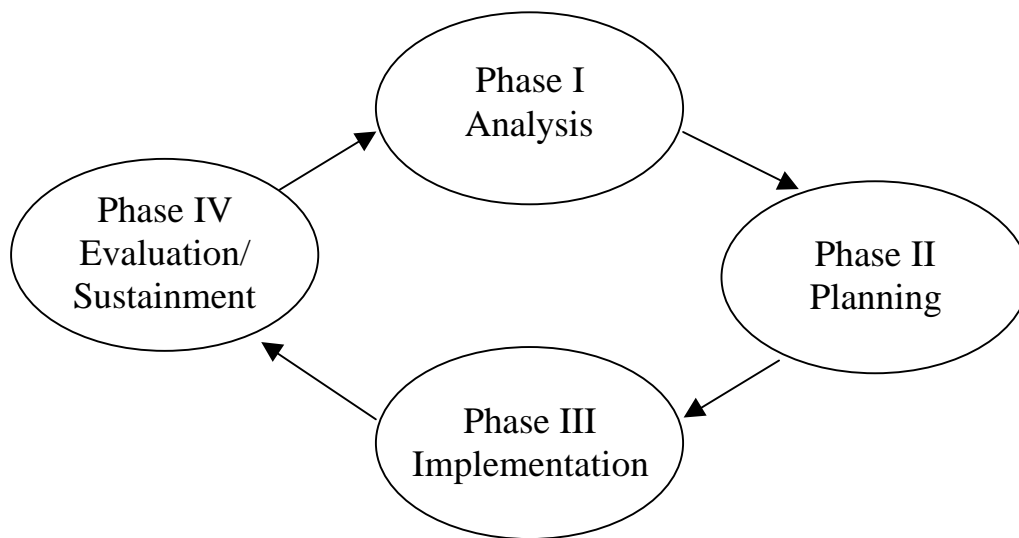 Phase I
Analysis
Phase II
Planning
Phase III
Implementation
Phase IV
Evaluation/
Sustainment